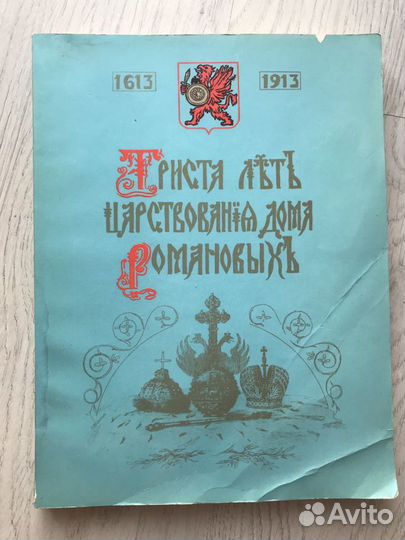 1613 1913
Триста лѣтъ
царствованія дома
Романовыхъ
Avito